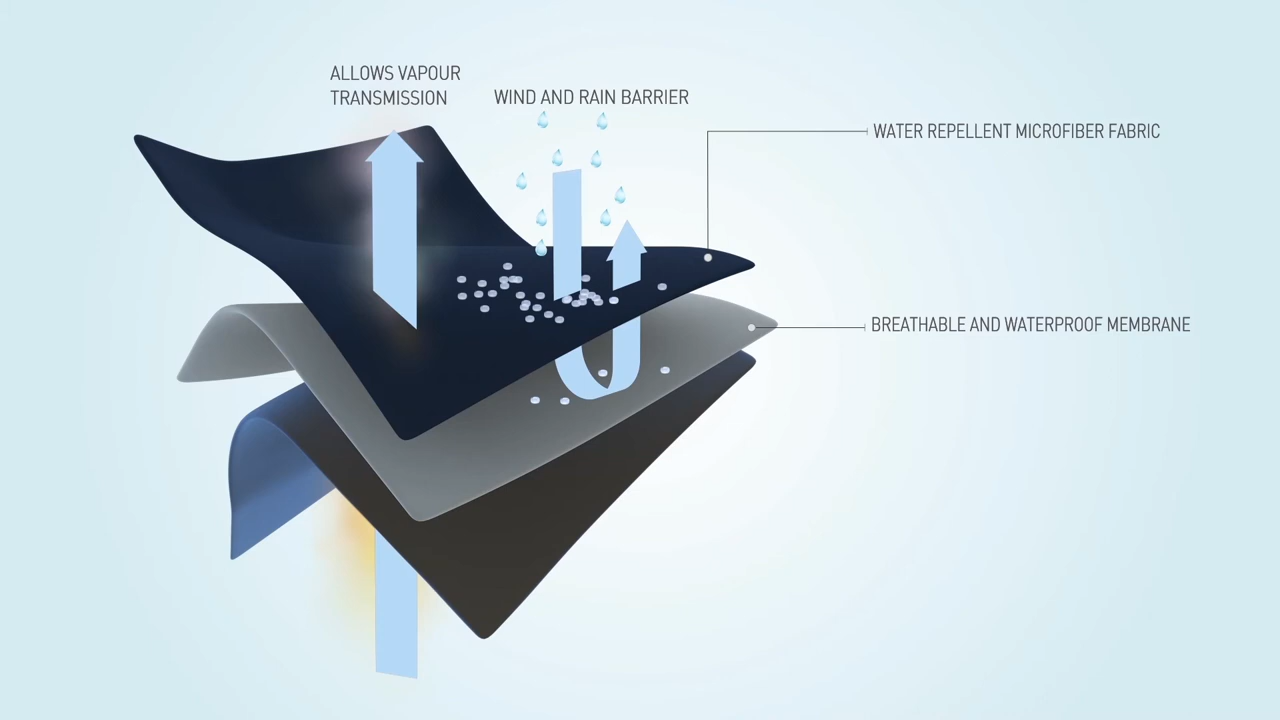 ALLOWS VAPOUR
TRANSMISSION
WIND AND RAIN BARRIER
WATER REPELLENT MICROFIBER FABRIC
BREATHABLE AND WATERPROOF MEMBRANE